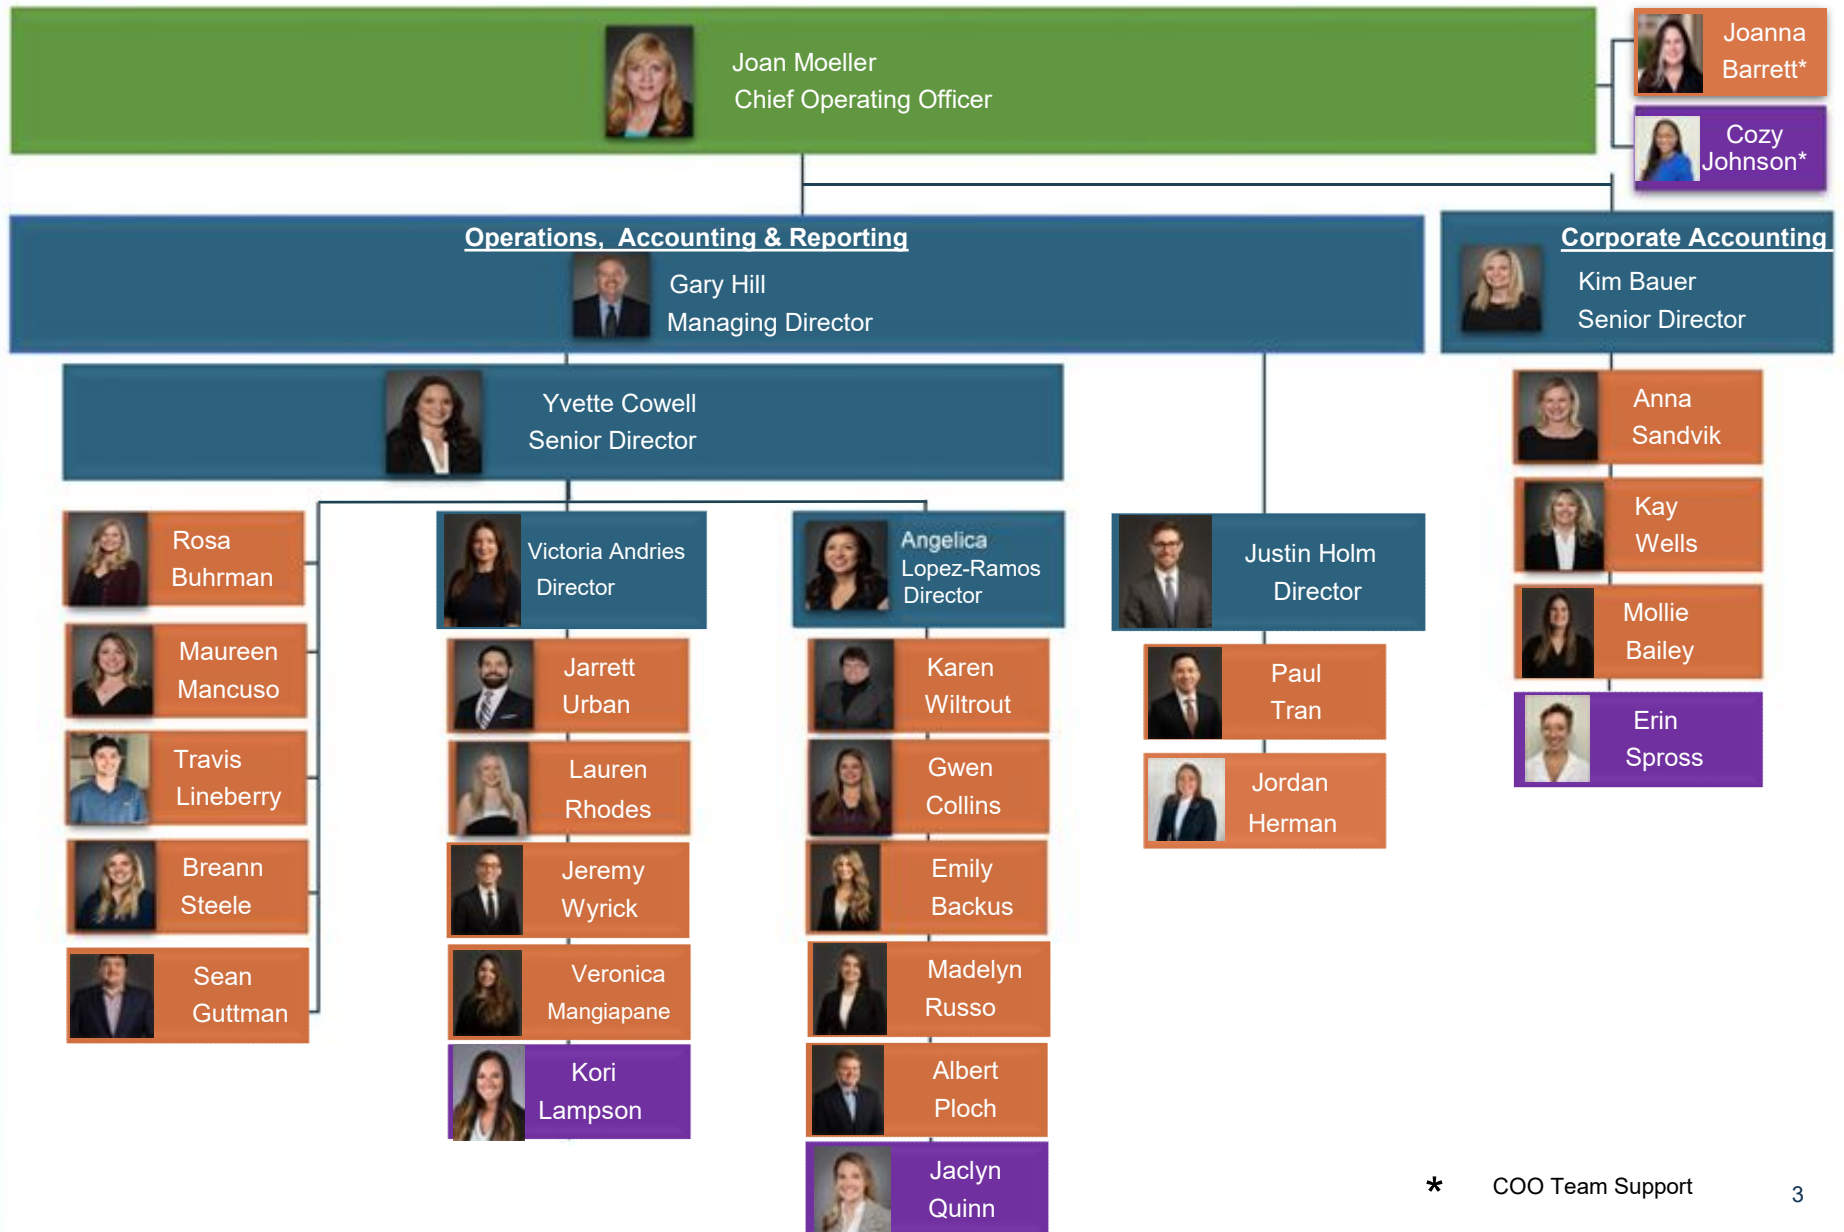 Joan Moeller
Chief Operating Officer
Joanna
Barrett*
Cozy
Johnson*
Operations, Accounting & Reporting
Gary Hill
Managing Director
Corporate Accounting
Kim Bauer
Senior Director
Yvette Cowell
Senior Director
Rosa
Buhrman
Maureen
Mancuso
Travis
Lineberry
Breann
Steele
Sean
Guttman
Victoria Andries
Director
Jarrett
Urban
Lauren
Rhodes
Jeremy
Wyrick
Veronica
Mangiapane
Kori
Lampson
Angelica
Lopez-Ramos
Director
Karen
Wiltrout
Gwen
Collins
Emily
Backus
Madelyn
Russo
Albert
Ploch
Jaclyn
Quinn
Justin Holm
Director
Paul
Tran
Jordan
Herman
Anna
Sandvik
Kay
Wells
Mollie
Bailey
Erin
Spross
* COO Team Support
3